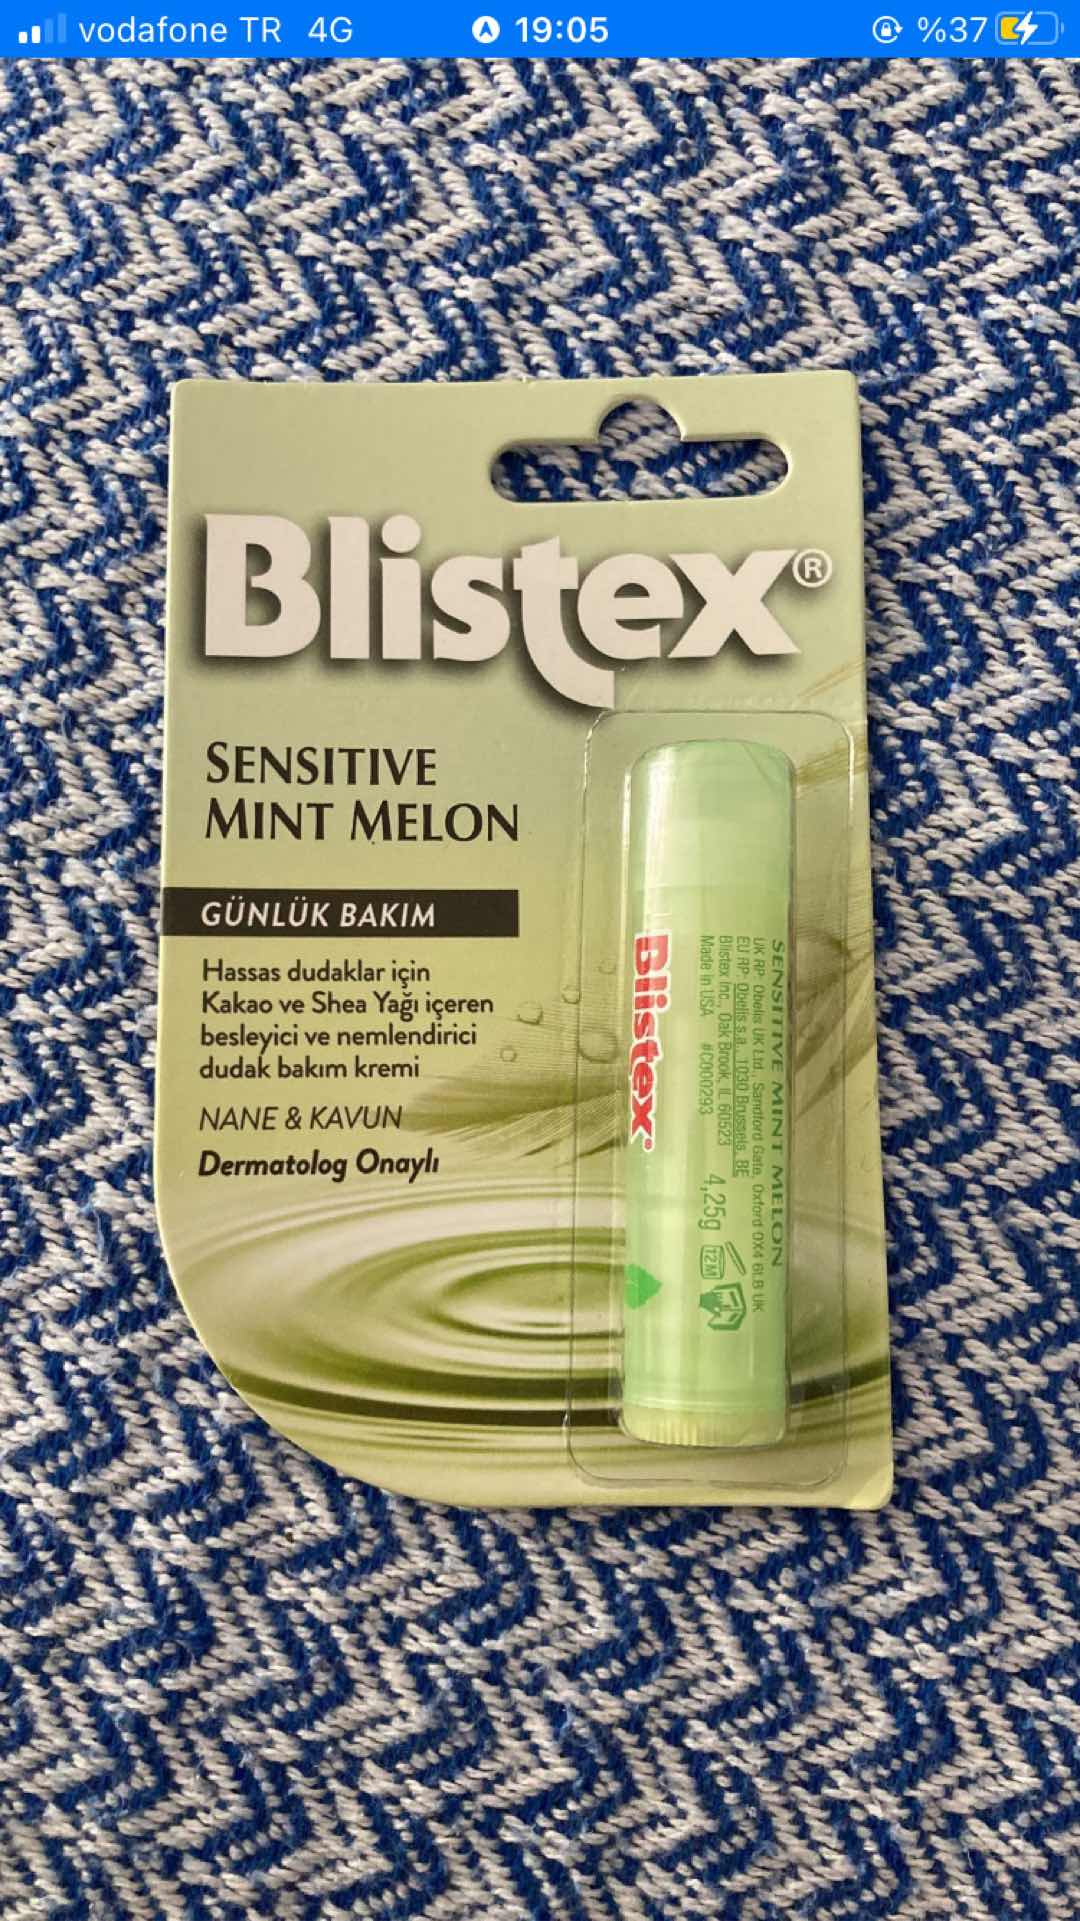 vodafone TR 4G
19:05
%37
Blistex®
SENSITIVE
MINT MELON
GÜNLÜK BAKIM
Hassas dudaklar için
Kakao ve Shea Yağı içeren
besleyici ve nemlendirici
dudak bakım kremi
NANE & KAVUN
Dermatolog Onaylı
SENSITIVE MINT MELON
UK RP: Obelis UK Ltd., Sandford Gate, Oxford OX4 6LB UK
EU RP: Obelis s.a., 1030 Brussels, BE
Blistex Inc., Oak Brook, IL 60523
Made in USA #C000293 4,25g 12M
Blistex®